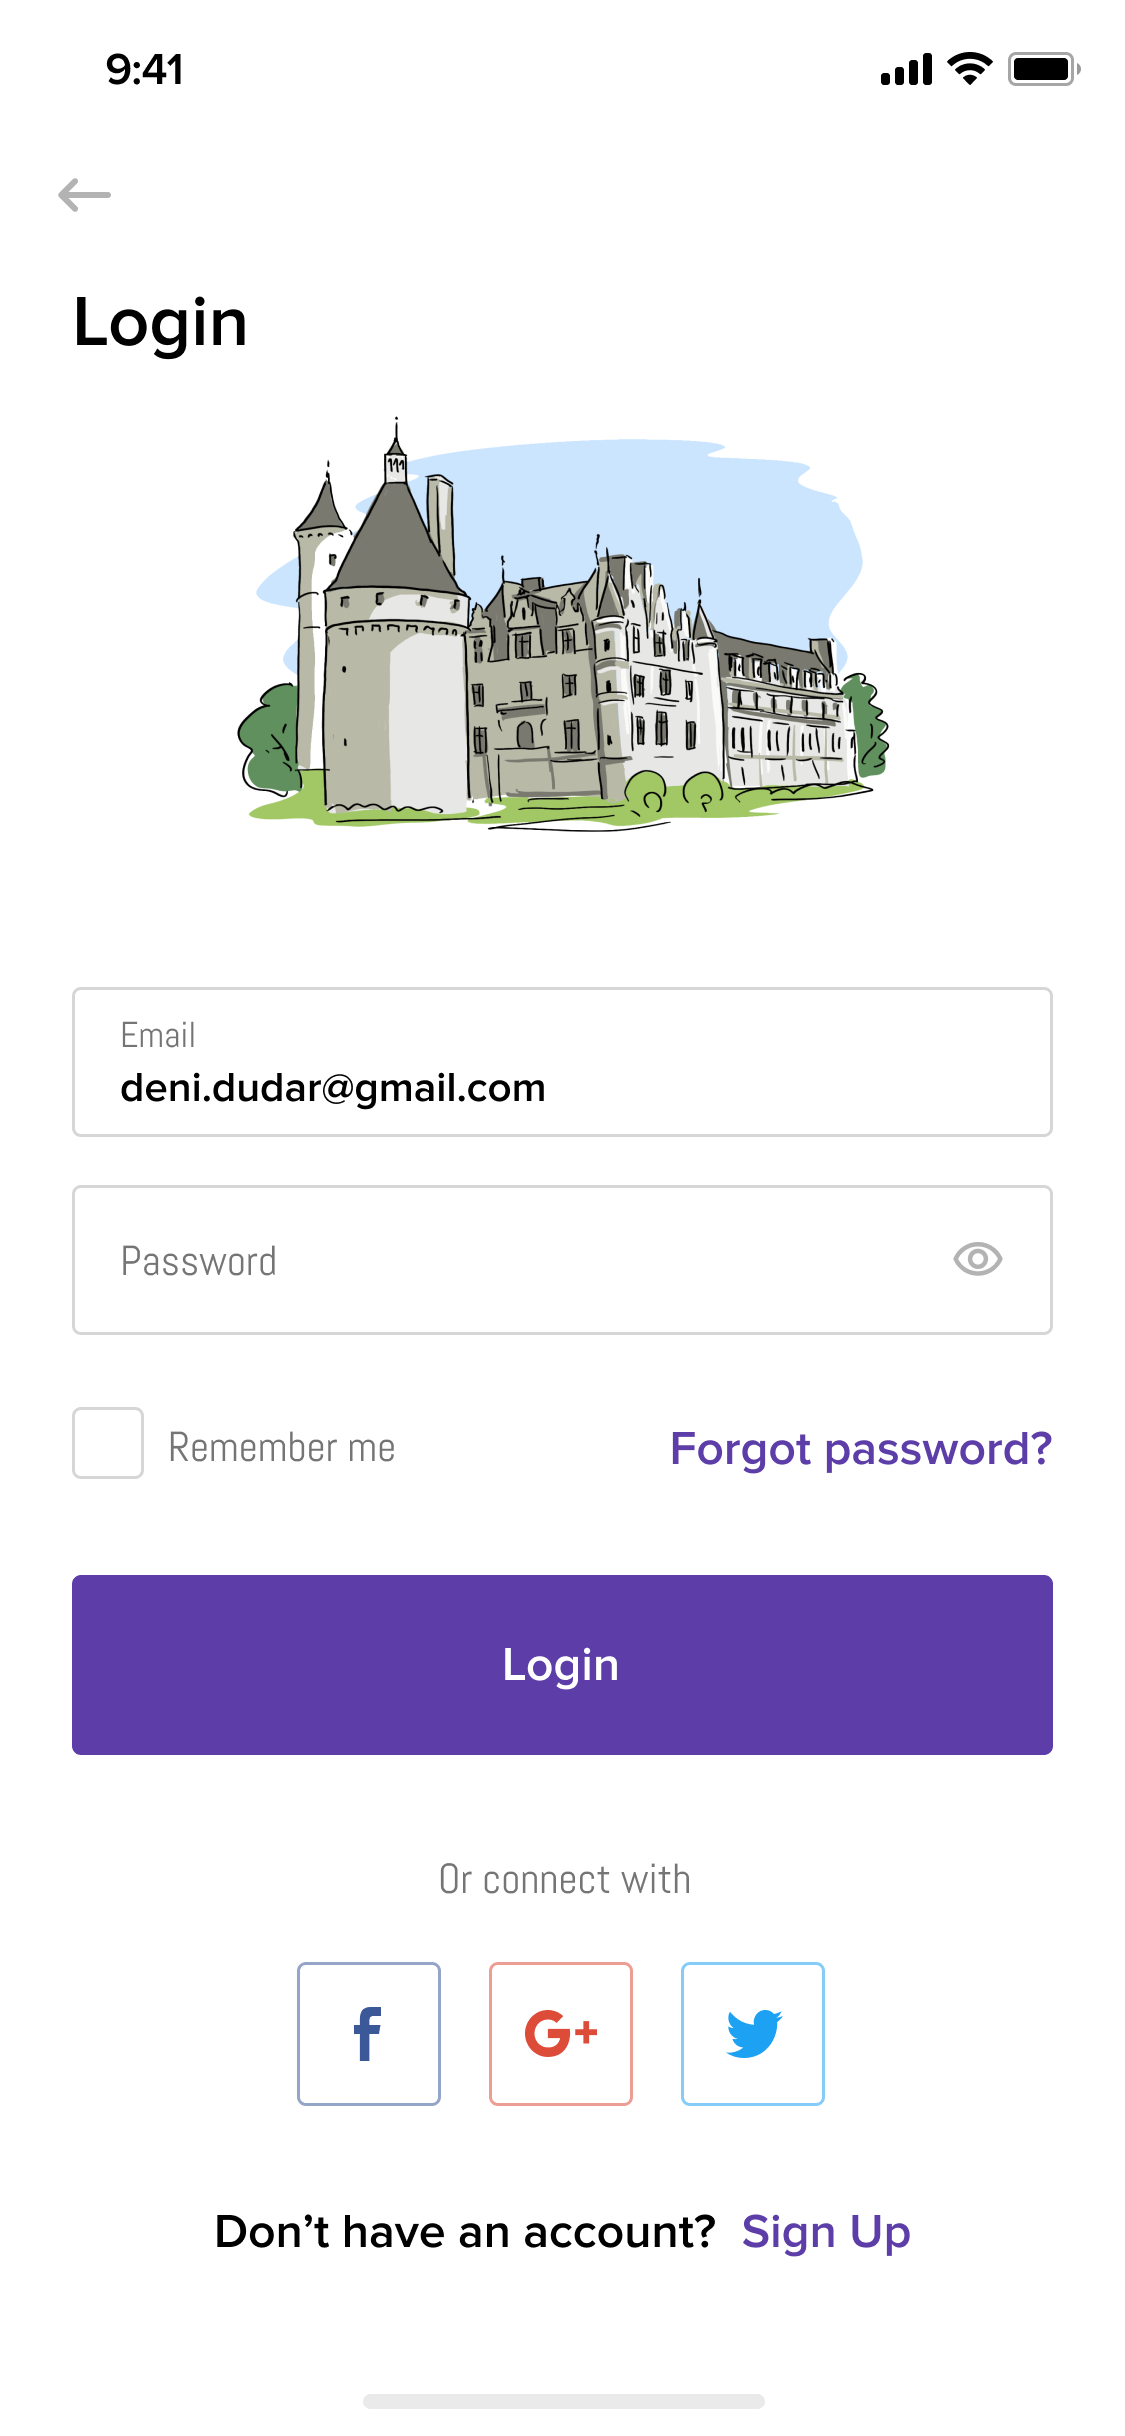 9:41
Login
Email
deni.dudar@gmail.com
Password
Remember me
Forgot password?
Login
Or connect with
f
G+
Don’t have an account? Sign Up